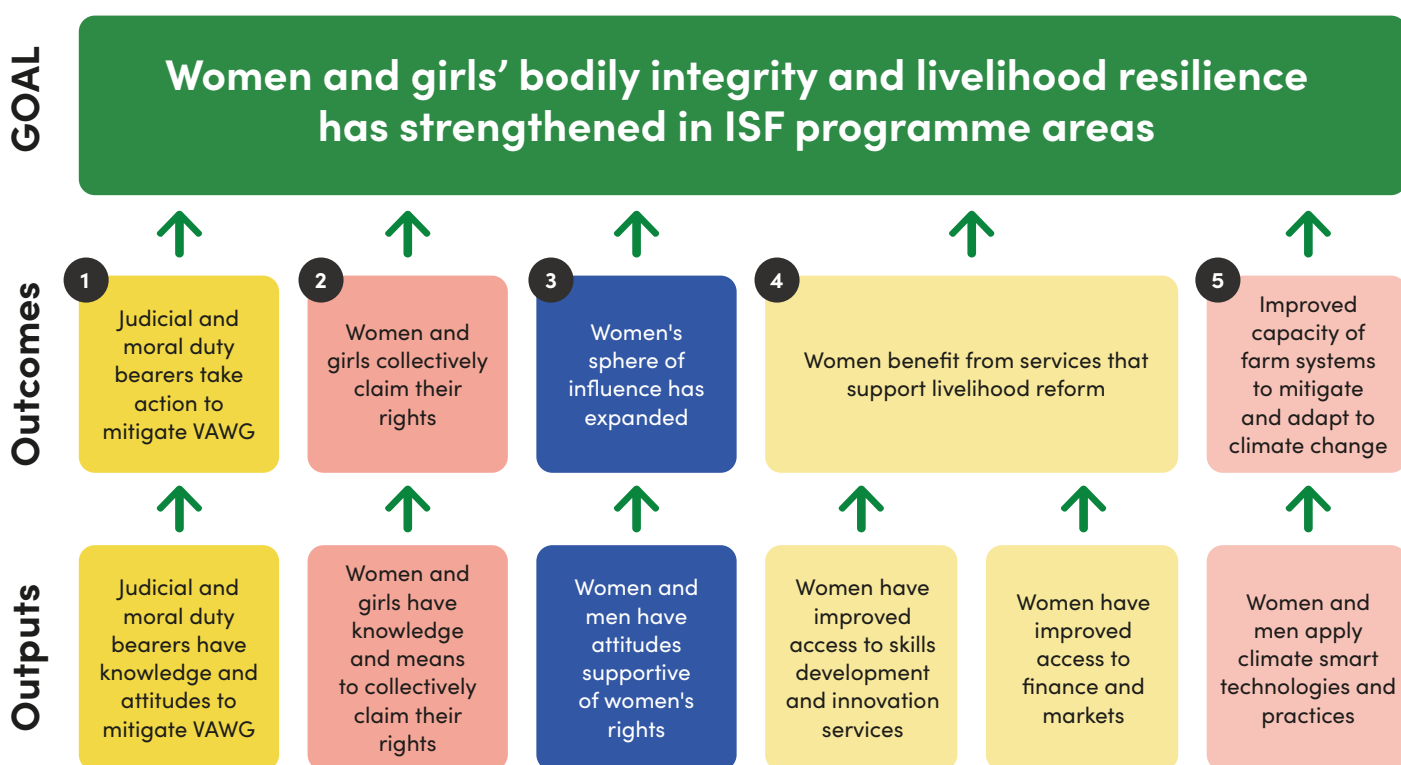 GOAL
Women and girls’ bodily integrity and livelihood resilience
has strengthened in ISF programme areas
Outcomes
1
Judicial and
moral duty
bearers take
action to
mitigate VAWG
2
Women and
girls collectively
claim their
rights
3
Women's
sphere of
influence has
expanded
4
Women benefit from services that
support livelihood reform
5
Improved
capacity of
farm systems
to mitigate
and adapt to
climate change
Outputs
Judicial and
moral duty
bearers have
knowledge and
attitudes to
mitigate VAWG
Women and
girls have
knowledge
and means
to collectively
claim their
rights
Women and
men have
attitudes
supportive
of women's
rights
Women have
improved
access to skills
development
and innovation
services
Women have
improved
access to
finance and
markets
Women and
men apply
climate smart
technologies and
practices